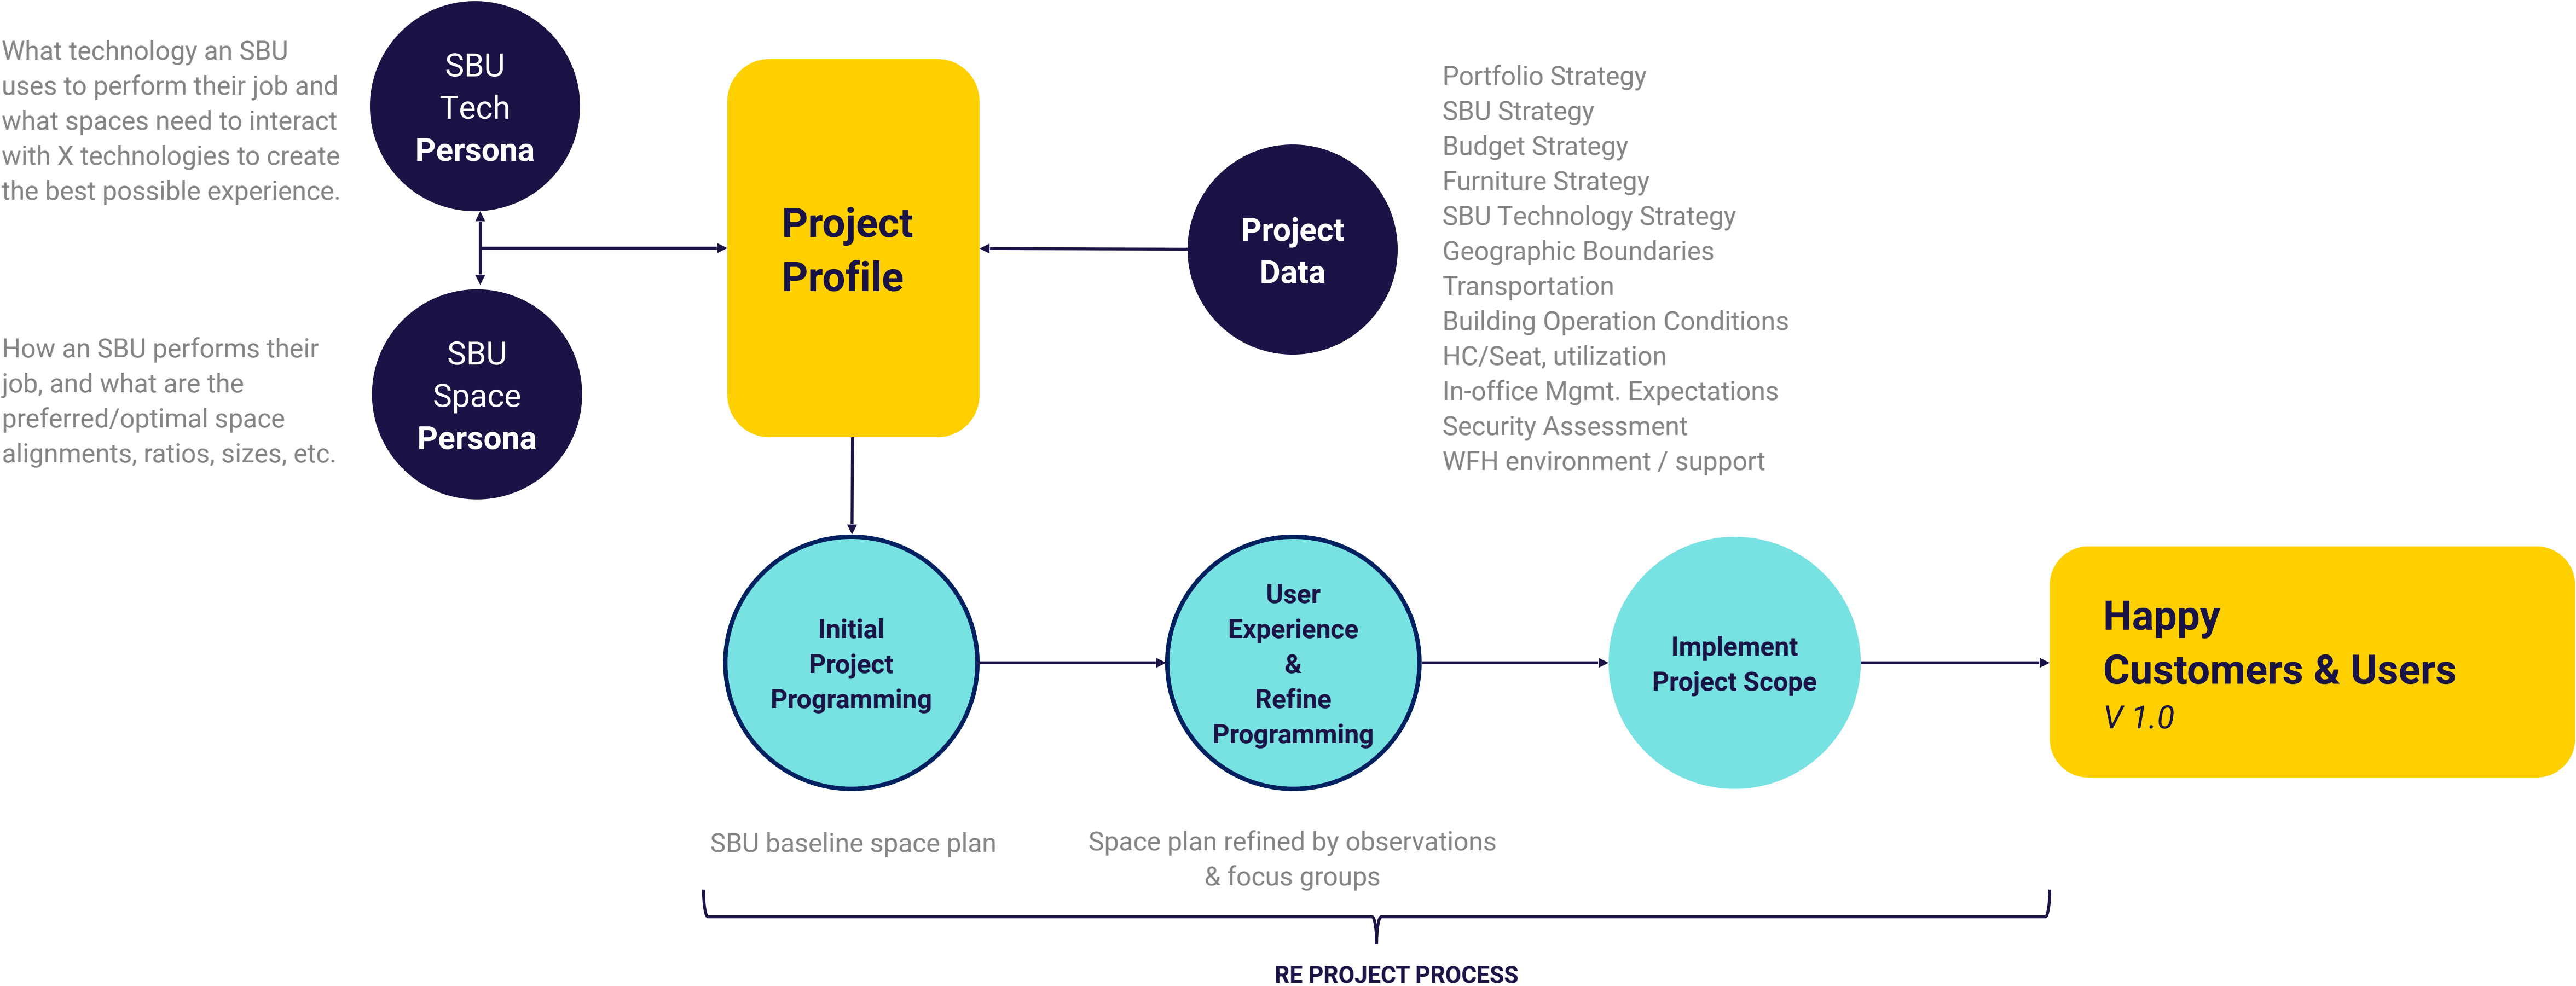 What technology an SBU
uses to perform their job and
what spaces need to interact
with X technologies to create
the best possible experience.
SBU
Tech
Persona
How an SBU performs their
job, and what are the
preferred/optimal space
alignments, ratios, sizes, etc.
SBU
Space
Persona
Project
Profile
Project
Data
Portfolio Strategy
SBU Strategy
Budget Strategy
Furniture Strategy
SBU Technology Strategy
Geographic Boundaries
Transportation
Building Operation Conditions
HC/Seat, utilization
In-office Mgmt. Expectations
Security Assessment
WFH environment / support
Initial
Project
Programming
User
Experience
&
Refine
Programming
Implement
Project Scope
Happy
Customers & Users
V 1.0
SBU baseline space plan
Space plan refined by observations
& focus groups
RE PROJECT PROCESS